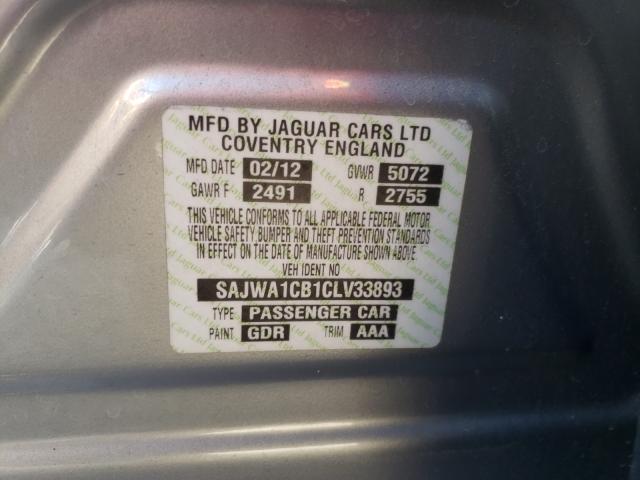 MFD BY JAGUAR CARS LTD
COVENTRY ENGLAND
MFD DATE 02/12 GVWR 5072
GAWR F 2491 R 2755
THIS VEHICLE CONFORMS TO ALL APPLICABLE FEDERAL MOTOR
VEHICLE SAFETY BUMPER AND THEFT PREVENTION STANDARDS
IN EFFECT ON THE DATE OF MANUFACTURE SHOWN ABOVE.
VEH IDENT NO
SAJWA1CB1CLV33893
TYPE PASSENGER CAR
PAINT GDR TRIM AAA